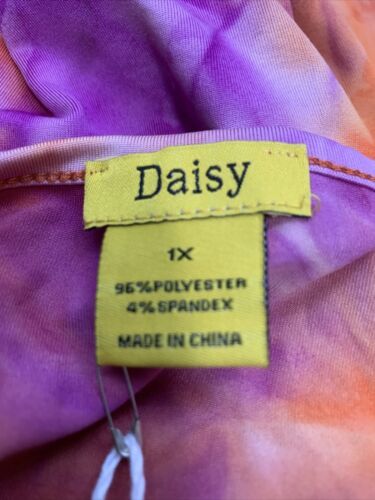 Daisy
1X
96%POLYESTER
4%SPANDEX
MADE IN CHINA